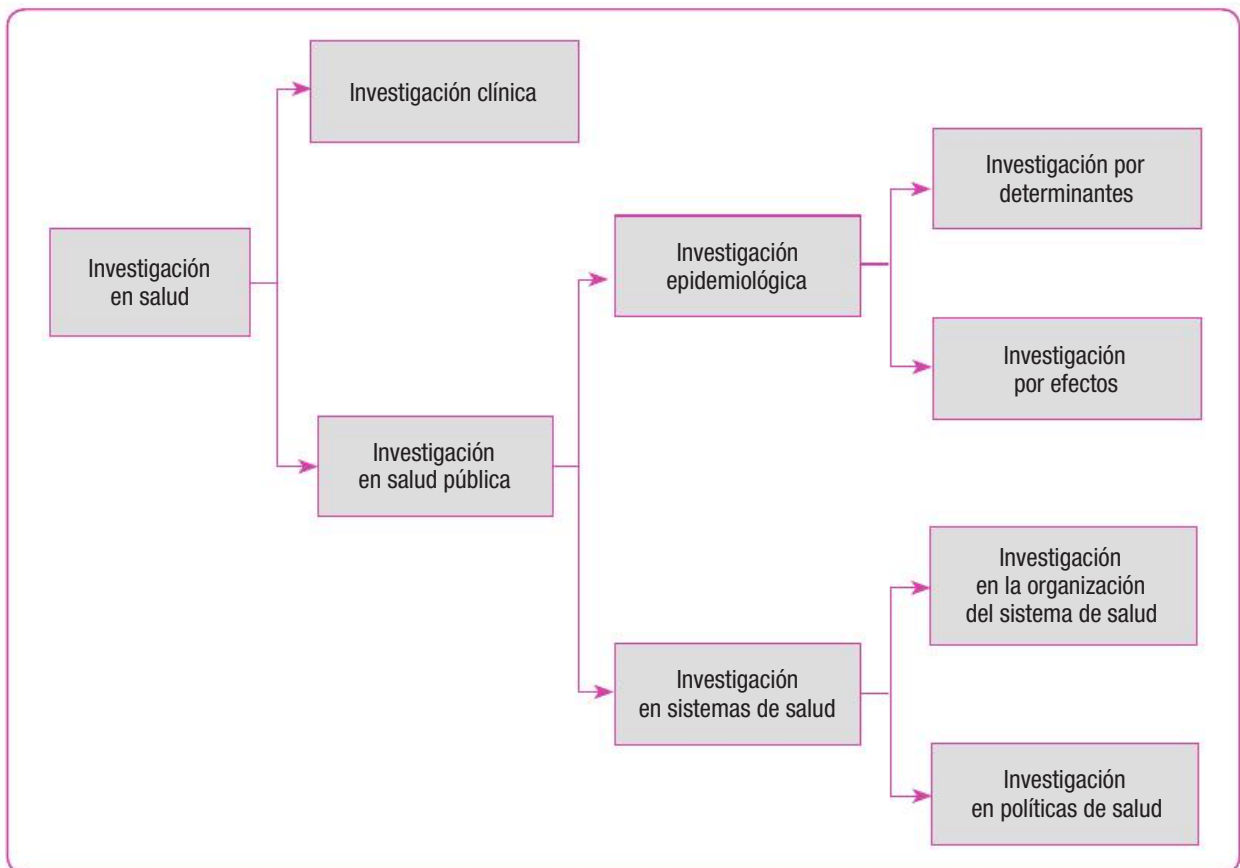 Investigación clínica
Investigación
en salud
Investigación
en salud pública
Investigación
epidemiológica
Investigación por
determinantes
Investigación
por efectos
Investigación
en sistemas de salud
Investigación
en la organización
del sistema de salud
Investigación
en políticas de salud